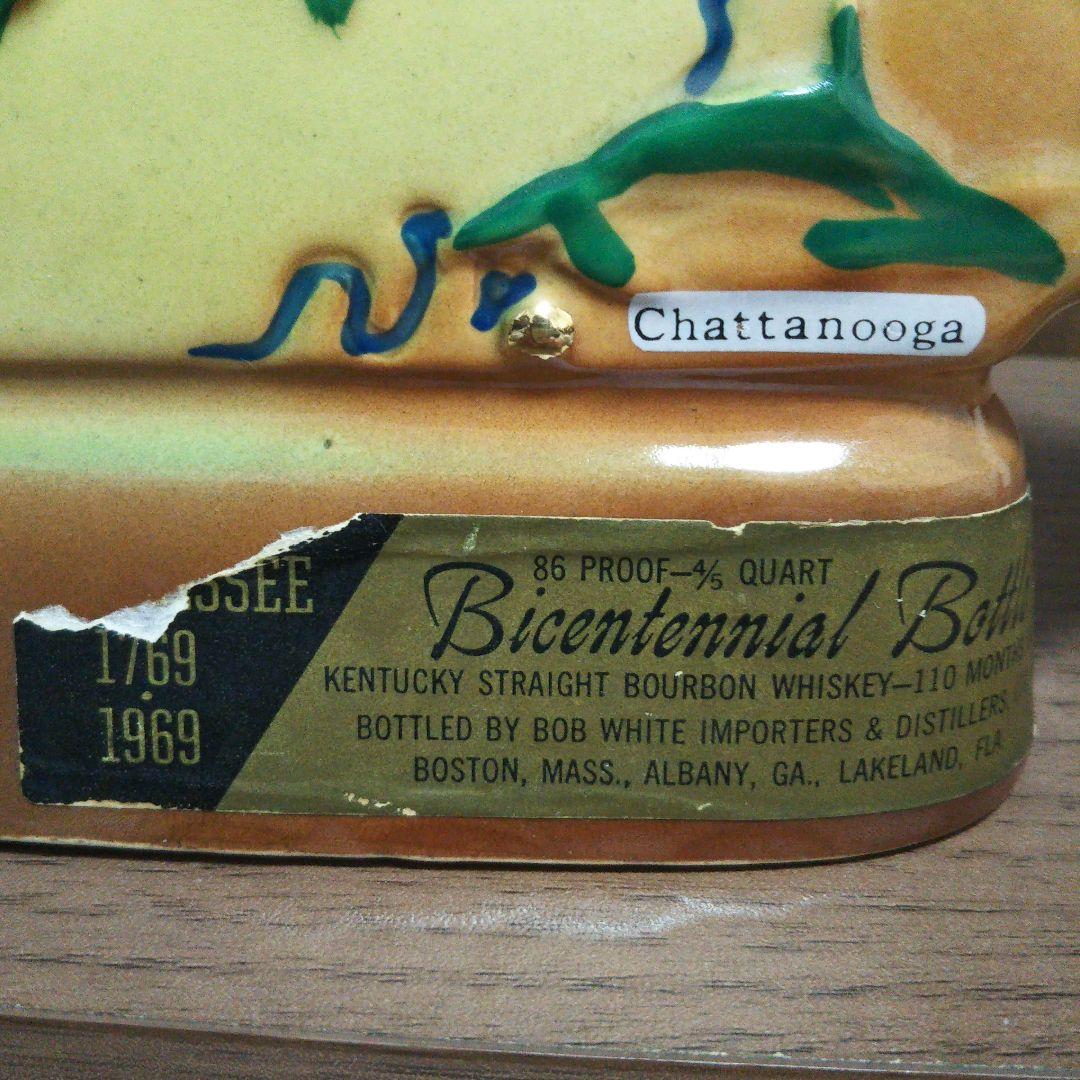 Chattanooga
SSEE
1769
·
1969
86 PROOF—4/5 QUART
Bicentennial
KENTUCKY STRAIGHT BOURBON WHISKEY—110
BOTTLED BY BOB WHITE IMPORTERS & DISTILLERS,
BOSTON, MASS., ALBANY, GA., LAKELAND, FLA.